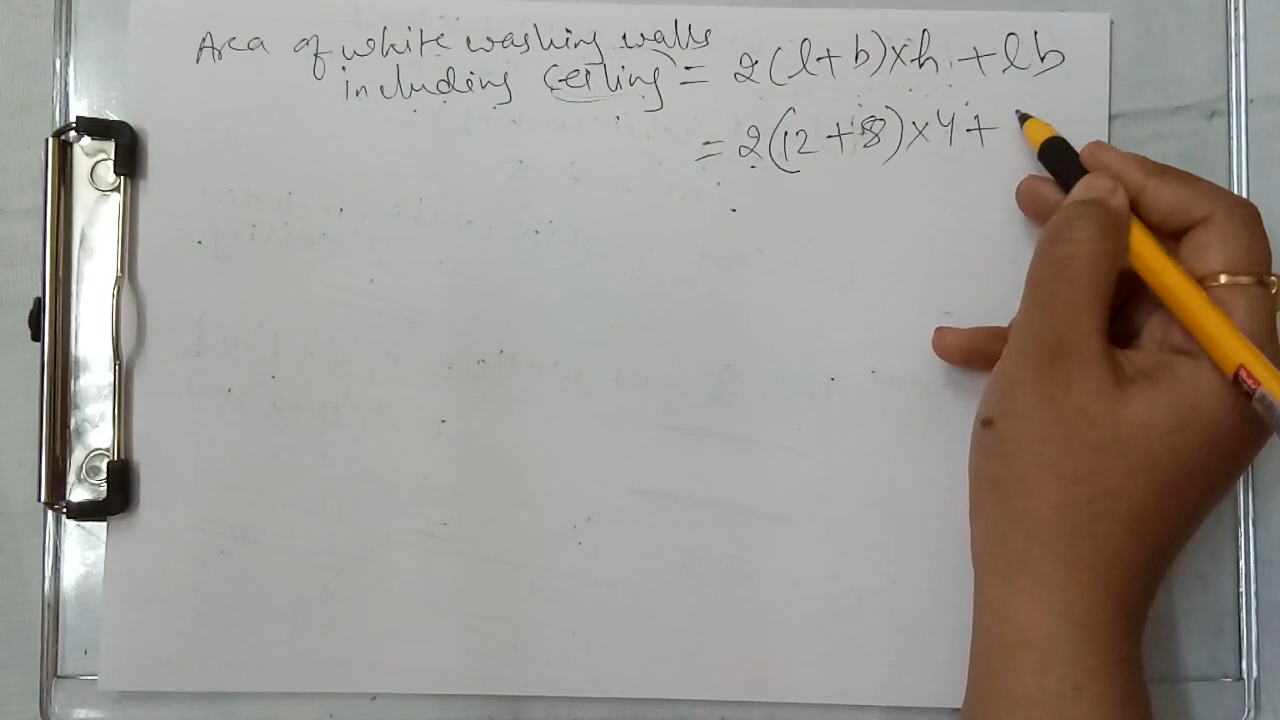 Area of white washing walls
including ceiling = 2(l+b)×h + lb
= 2(12+8)×4+